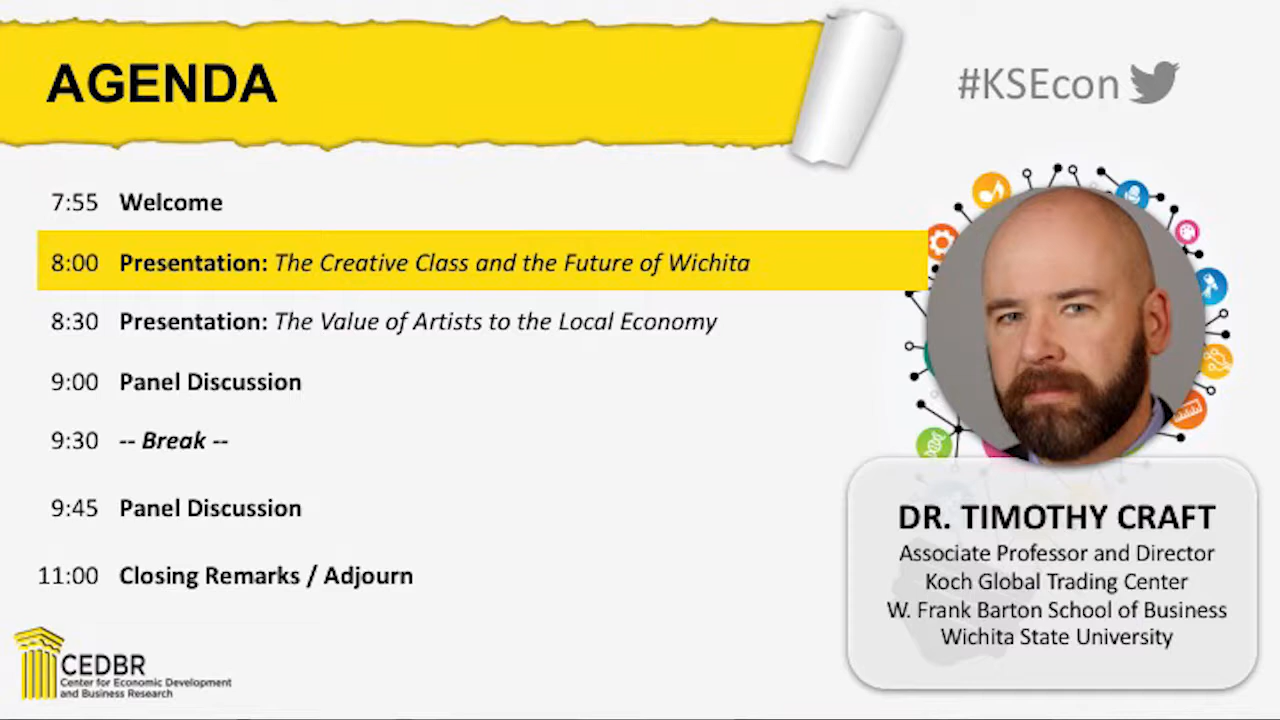 AGENDA
#KSEcon
7:55 Welcome
8:00 Presentation: The Creative Class and the Future of Wichita
8:30 Presentation: The Value of Artists to the Local Economy
9:00 Panel Discussion
9:30 -- Break --
9:45 Panel Discussion
11:00 Closing Remarks / Adjourn
DR. TIMOTHY CRAFT
Associate Professor and Director
Koch Global Trading Center
W. Frank Barton School of Business
Wichita State University
CEDBR
Center for Economic Development
and Business Research